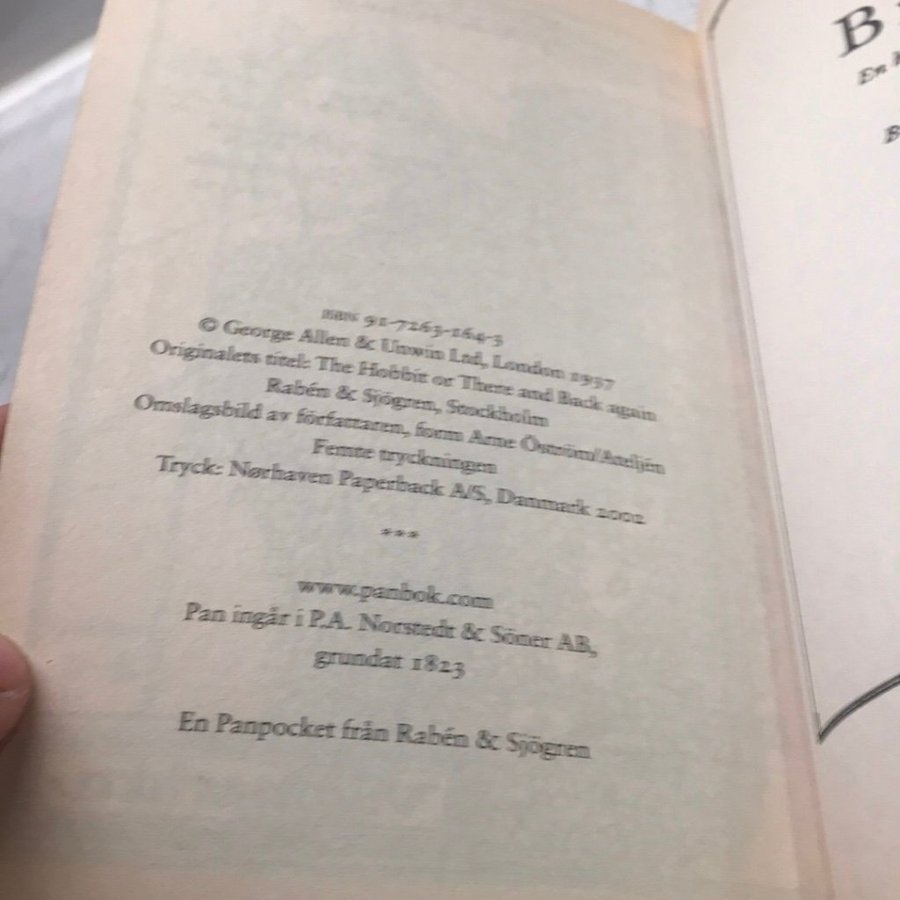 ISBN 91-7263-164-3
© George Allen & Unwin Ltd, London 1937
Originalets titel: The Hobbit or There and Back again
Rabén & Sjögren, Stockholm
Omslagsbild av författaren, form Arne Öström/Ateljén
Femte tryckningen
Tryck: Nørhaven Paperback A/S, Danmark 2002
***
www.panbok.com
Pan ingår i P.A. Norstedt & Söner AB,
grundat 1823
En Panpocket från Rabén & Sjögren
B
En
B